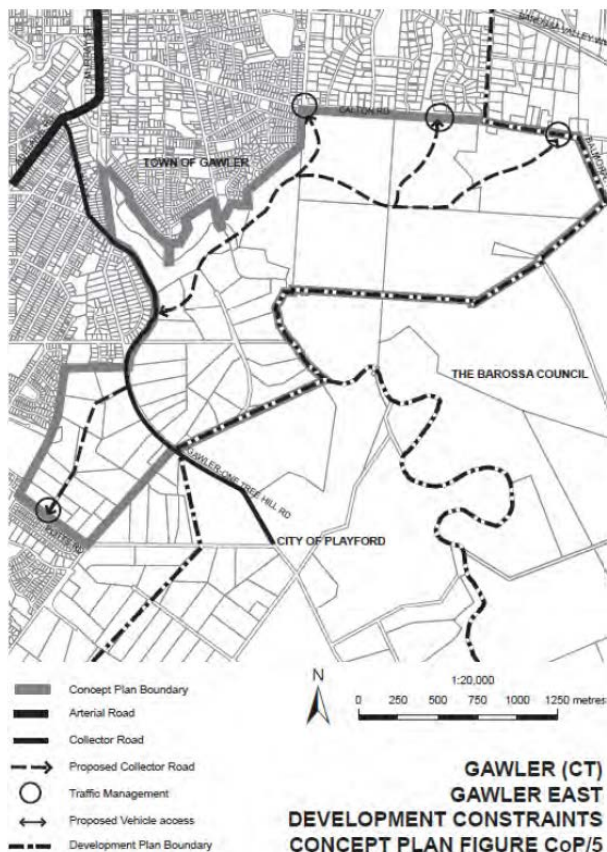 BAROSSA VALLEY W
CALTON RD
TOWN OF GAWLER
THE BAROSSA COUNCIL
GAWLER-ONE TREE HILL RD
CITY OF PLAYFORD
Concept Plan Boundary
Arterial Road
Collector Road
Proposed Collector Road
Traffic Management
Proposed Vehicle access
Development Plan Boundary
N
1:20,000
0 250 500 750 1000 1250 metres
GAWLER (CT)
GAWLER EAST
DEVELOPMENT CONSTRAINTS
CONCEPT PLAN FIGURE CoP/5